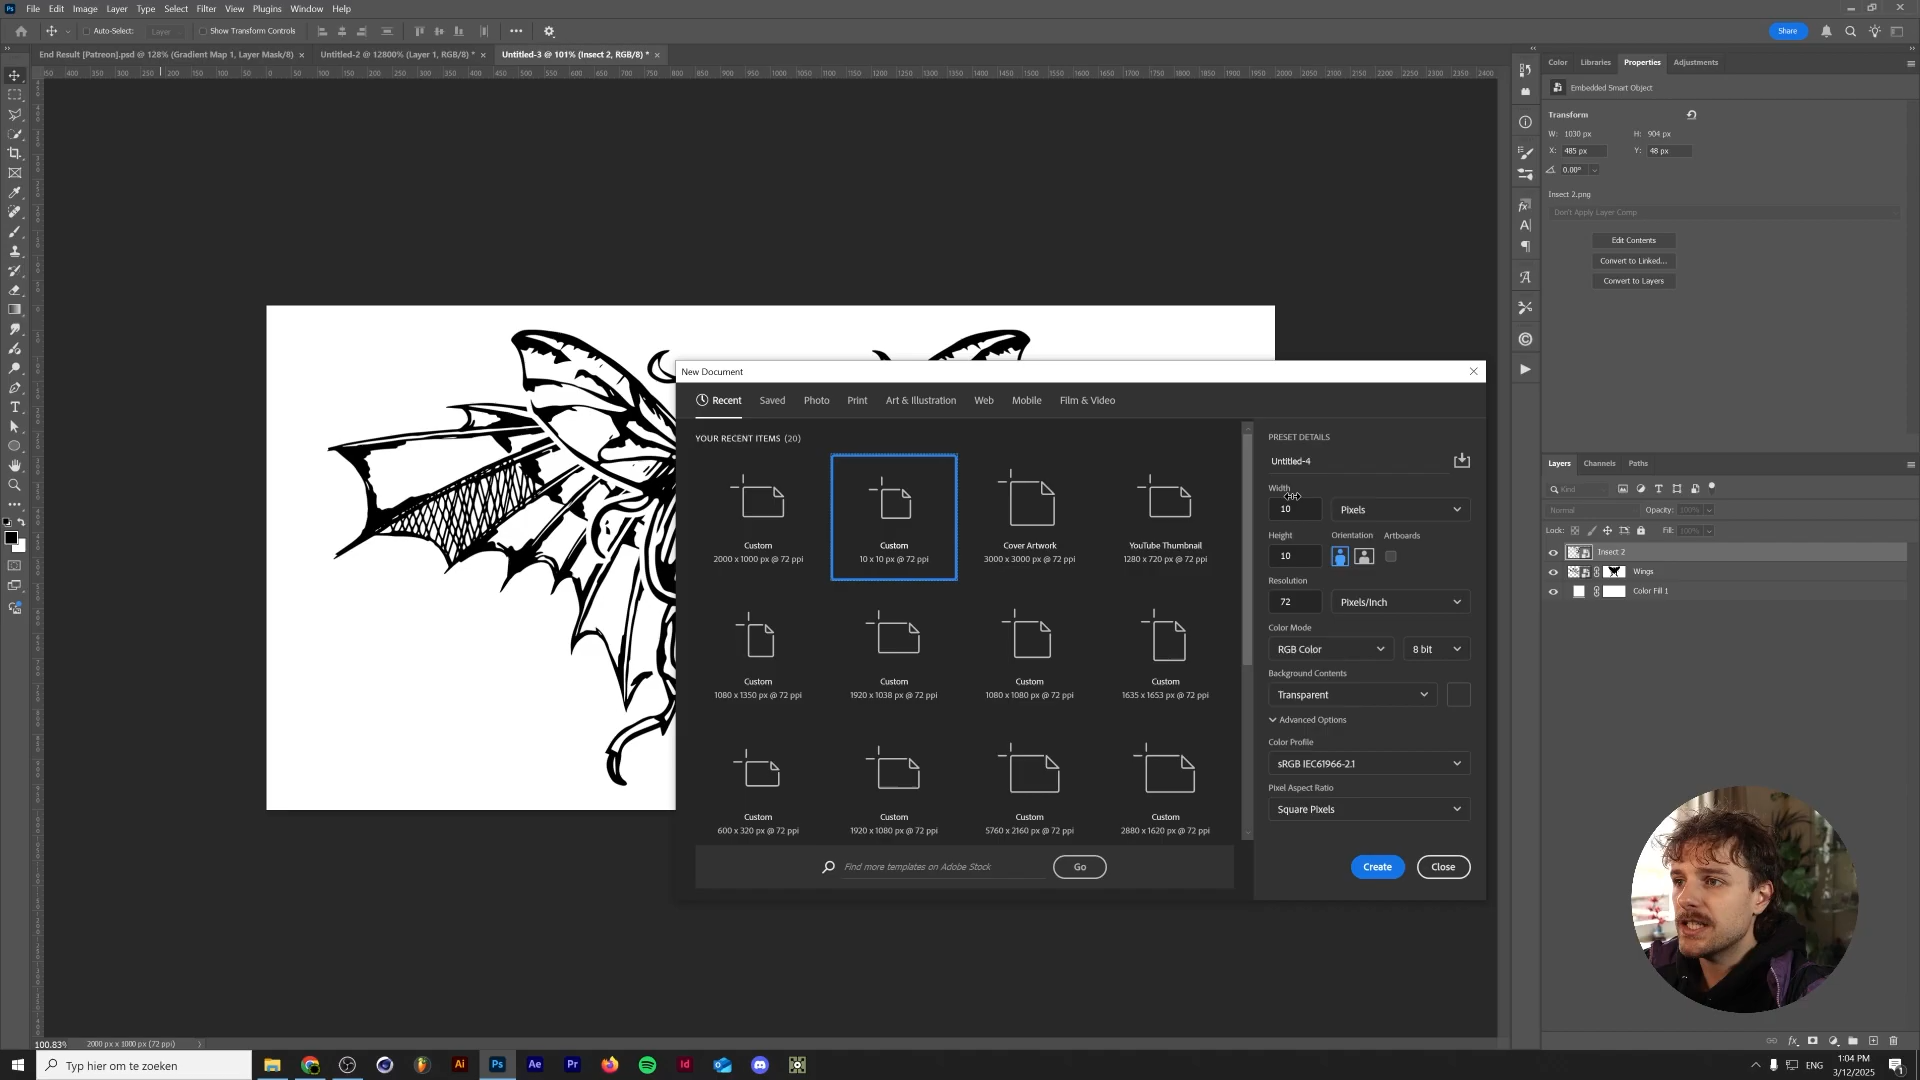 File Edit Image Layer Type Select Filter View Plugins Window Help
Auto-Select: Layer Show Transform Controls Share
End Result [Patreon].psd @ 128% (Gradient Map 1, Layer Mask/8) × Untitled-2 @ 12800% (Layer 1, RGB/8) * × Untitled-3 @ 101% (Insect 2, RGB/8) * ×
Color Libraries Properties Adjustments
Embedded Smart Object
Transform
W: 1030 px H: 904 px
X: 485 px Y: 48 px
0.00°
Insect 2.png
Don't Apply Layer Comp
Edit Contents
Convert to Linked...
Convert to Layers
New Document
Recent Saved Photo Print Art & Illustration Web Mobile Film & Video
YOUR RECENT ITEMS (20)
Custom
2000 x 1000 px @ 72 ppi
Custom
10 x 10 px @ 72 ppi
Cover Artwork
3000 x 3000 px @ 72 ppi
YouTube Thumbnail
1280 x 720 px @ 72 ppi
Custom
1080 x 1350 px @ 72 ppi
Custom
1920 x 1038 px @ 72 ppi
Custom
1080 x 1080 px @ 72 ppi
Custom
1635 x 1653 px @ 72 ppi
Custom
600 x 320 px @ 72 ppi
Custom
1920 x 1080 px @ 72 ppi
Custom
5760 x 2160 px @ 72 ppi
Custom
2880 x 1620 px @ 72 ppi
Find more templates on Adobe Stock Go
PRESET DETAILS
Untitled-4
Width
10 Pixels
Height Orientation Artboards
10
Resolution
72 Pixels/Inch
Color Mode
RGB Color 8 bit
Background Contents
Transparent
Advanced Options
Color Profile
sRGB IEC61966-2.1
Pixel Aspect Ratio
Square Pixels
Create Close
Layers Channels Paths
Kind
Normal Opacity: 100%
Lock: Fill: 100%
Insect 2
Wings
Color Fill 1
100.83% 2000 px x 1000 px (72 ppi)
Typ hier om te zoeken
Ai Ps Ae Pr Id
ENG
1:04 PM
3/12/2025